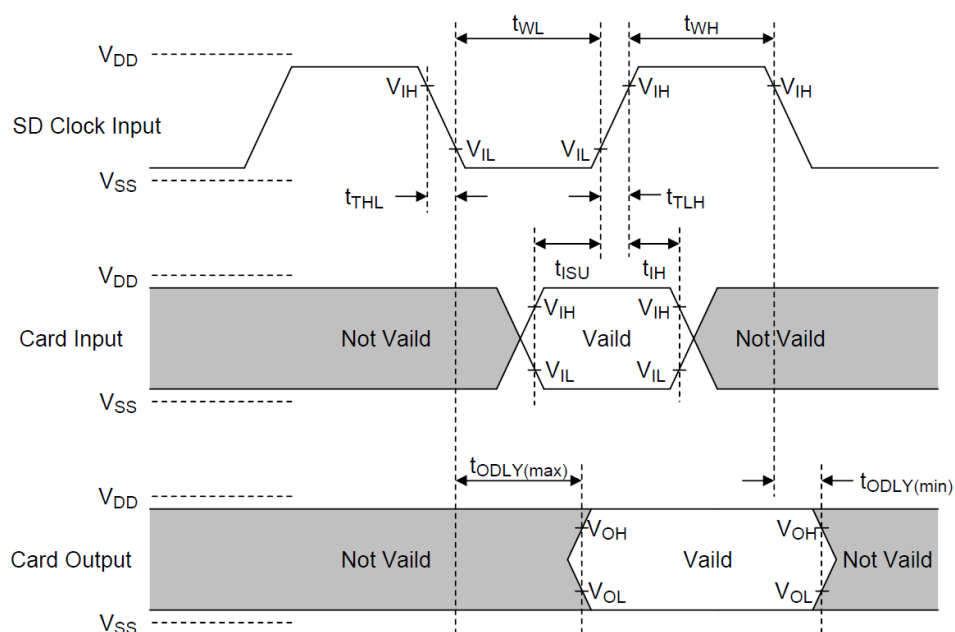 tWL
tWH
VDD
VIH
VIH
VIH
SD Clock Input
VIL
VIL
VSS
tTHL
tTLH
VDD
tISU
tIH
VIH
VIH
Card Input
Not Vaild
Vaild
Not Vaild
VIL
VIL
VSS
tODLY(max)
tODLY(min)
VDD
VOH
VOH
Card Output
Not Vaild
Vaild
Not Vaild
VOL
VOL
VSS